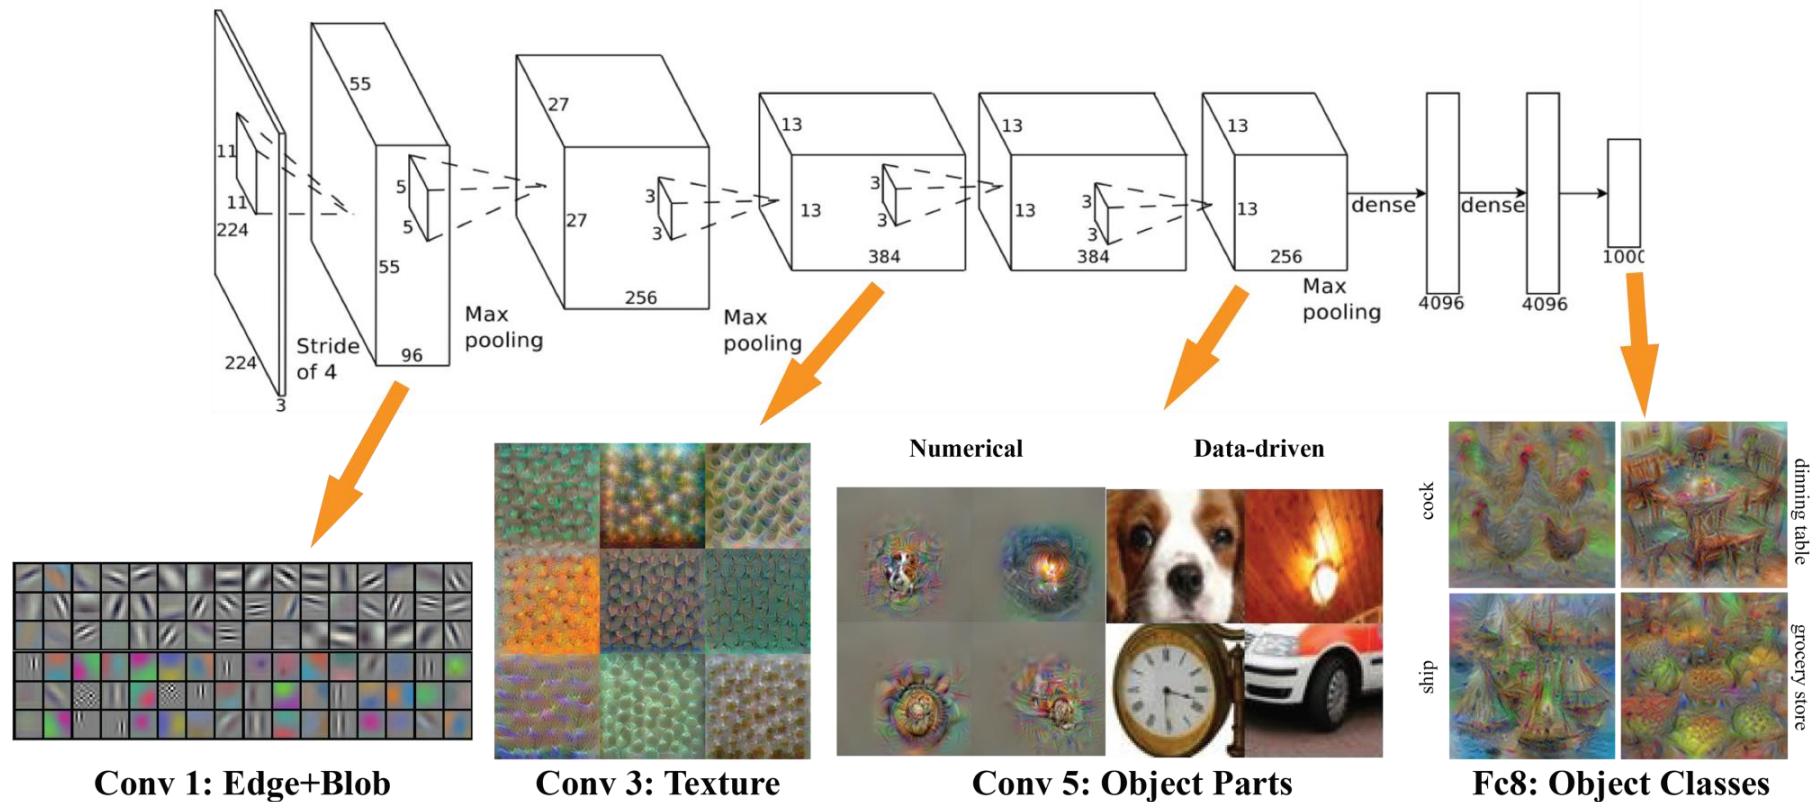 55
27
13
13
13
11
5
3
3
3
11
5
27
3
13
3
13
3
13
dense
dense
224
55
384
384
256
1000
256
4096
4096
Max
pooling
Max
pooling
Max
pooling
Stride
of 4
224
96
3
Numerical
Data-driven
cock
dinning table
ship
grocery store
Conv 1: Edge+Blob
Conv 3: Texture
Conv 5: Object Parts
Fc8: Object Classes